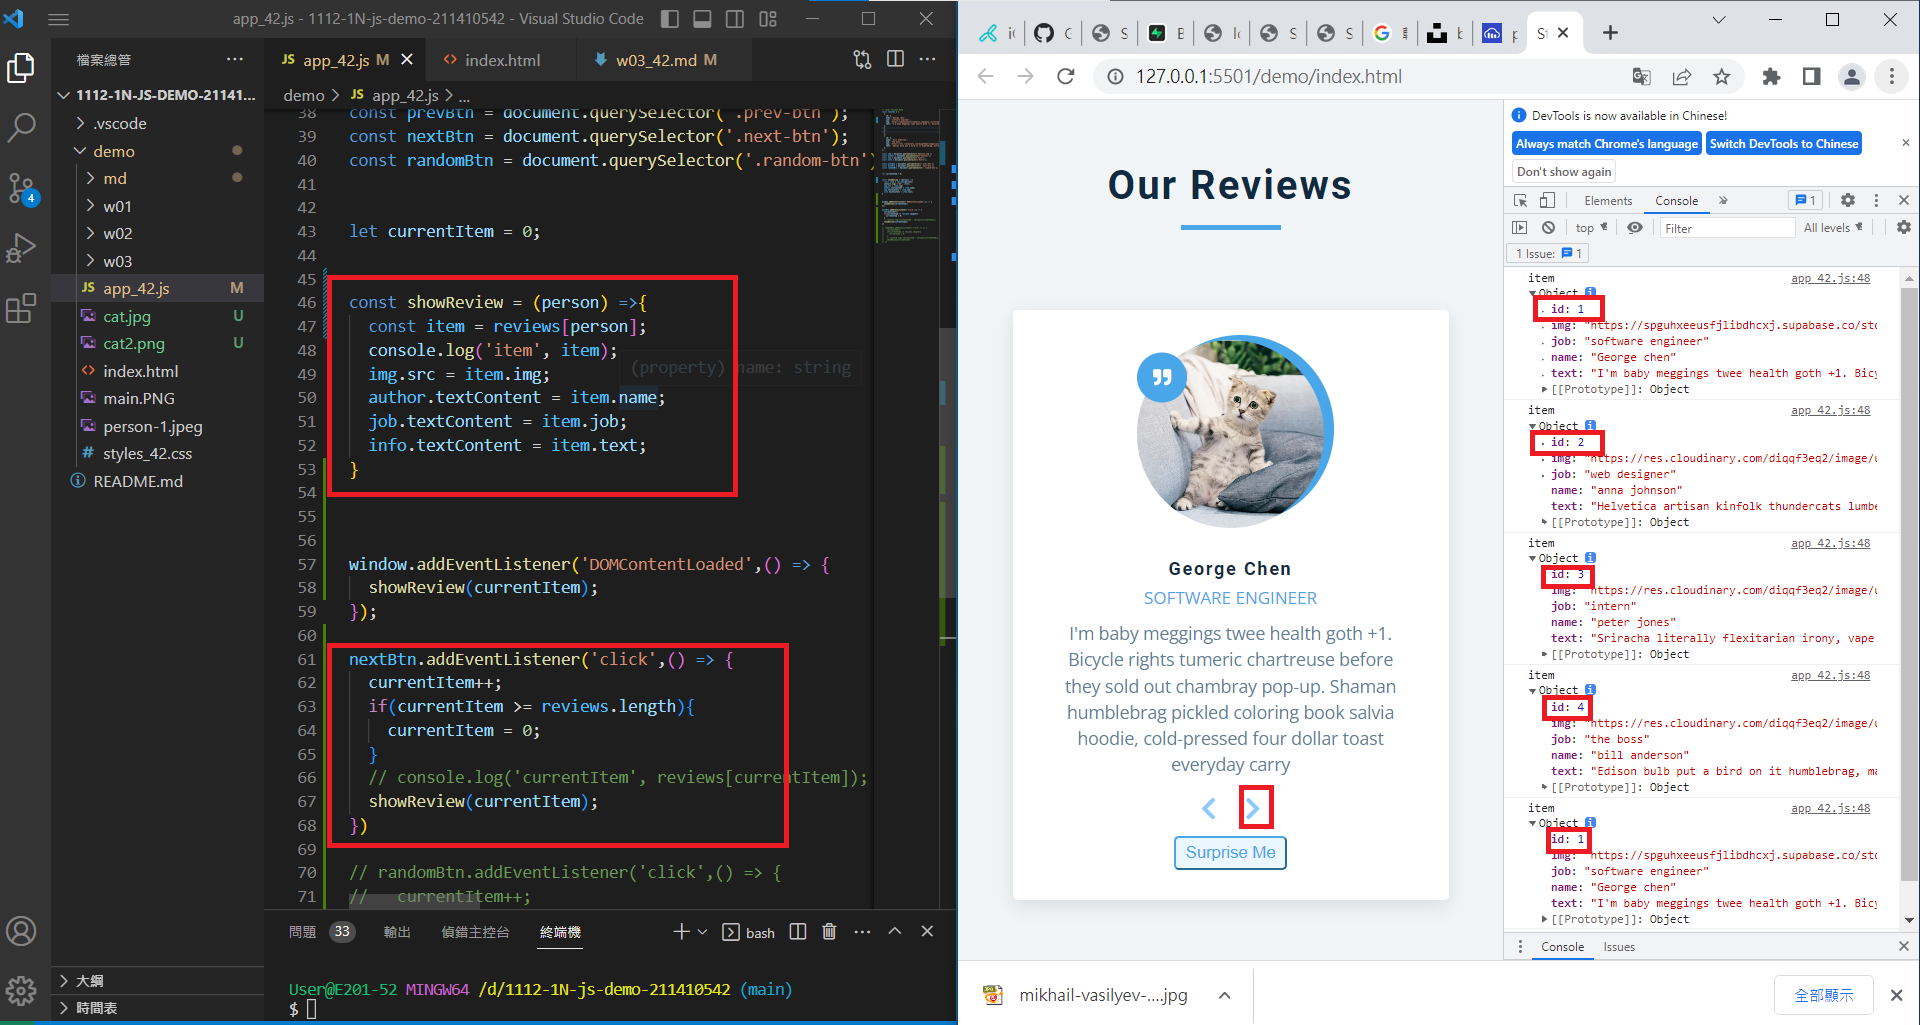 app_42.js - 1112-1N-js-demo-211410542 - Visual Studio Code
檔案總管
1112-1N-JS-DEMO-21141...
.vscode
demo
md
w01
w02
w03
JS app_42.js M
cat.jpg U
cat2.png U
index.html
main.PNG
person-1.jpeg
# styles_42.css
README.md
大綱
時間表
4
JS app_42.js M
index.html
w03_42.md M
demo > JS app_42.js > ...
38 const prevBtn = document.querySelector('.prev-btn');
39 const nextBtn = document.querySelector('.next-btn');
40 const randomBtn = document.querySelector('.random-btn')
41
42
43 let currentItem = 0;
44
45
46 const showReview = (person) =>{
47 const item = reviews[person];
48 console.log('item', item);
49 img.src = item.img;
(property) name: string
50 author.textContent = item.name;
51 job.textContent = item.job;
52 info.textContent = item.text;
53 }
54
55
56
57 window.addEventListener('DOMContentLoaded',() => {
58 showReview(currentItem);
59 });
60
61 nextBtn.addEventListener('click',() => {
62 currentItem++;
63 if(currentItem >= reviews.length){
64 currentItem = 0;
65 }
66 // console.log('currentItem', reviews[currentItem]);
67 showReview(currentItem);
68 })
69
70 // randomBtn.addEventListener('click',() => {
71 // currentItem++;
問題 33 輸出 偵錯主控台 終端機
bash
User@E201-52 MINGW64 /d/1112-1N-js-demo-211410542 (main)
$
127.0.0.1:5501/demo/index.html
Our Reviews
George Chen
SOFTWARE ENGINEER
I'm baby meggings twee health goth +1.
Bicycle rights tumeric chartreuse before
they sold out chambray pop-up. Shaman
humblebrag pickled coloring book salvia
hoodie, cold-pressed four dollar toast
everyday carry
Surprise Me
DevTools is now available in Chinese!
Always match Chrome's language Switch DevTools to Chinese
Don't show again
Elements Console 1
top Filter All levels
1 Issue: 1
item app_42.js:48
Object
id: 1
img: "https://spguhxeeusfjlibdhcxj.supabase.co/sto
job: "software engineer"
name: "George chen"
text: "I'm baby meggings twee health goth +1. Bicy
[[Prototype]]: Object
item app_42.js:48
Object
id: 2
img: "https://res.cloudinary.com/diqqf3eq2/image/u
job: "web designer"
name: "anna johnson"
text: "Helvetica artisan kinfolk thundercats lumbe
[[Prototype]]: Object
item app_42.js:48
Object
id: 3
img: "https://res.cloudinary.com/diqqf3eq2/image/u
job: "intern"
name: "peter jones"
text: "Sriracha literally flexitarian irony, vape
[[Prototype]]: Object
item app_42.js:48
Object
id: 4
img: "https://res.cloudinary.com/diqqf3eq2/image/u
job: "the boss"
name: "bill anderson"
text: "Edison bulb put a bird on it humblebrag, ma
[[Prototype]]: Object
item app_42.js:48
Object
id: 1
img: "https://spguhxeeusfjlibdhcxj.supabase.co/sto
job: "software engineer"
name: "George chen"
text: "I'm baby meggings twee health goth +1. Bicy
[[Prototype]]: Object
Console Issues
mikhail-vasilyev-....jpg
全部顯示